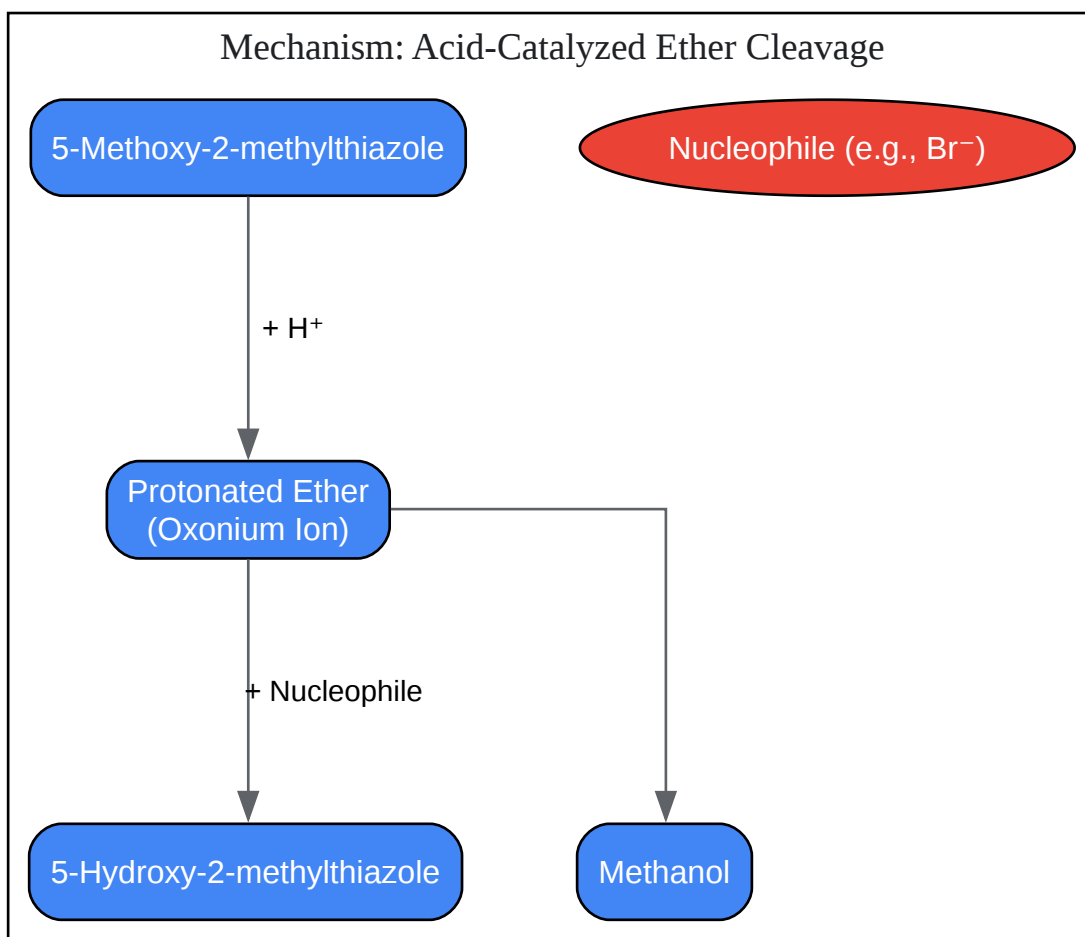 Mechanism: Acid-Catalyzed Ether Cleavage
5-Methoxy-2-methylthiazole
Nucleophile (e.g., Br⁻)
+ H⁺
Protonated Ether
(Oxonium Ion)
+ Nucleophile
5-Hydroxy-2-methylthiazole
Methanol